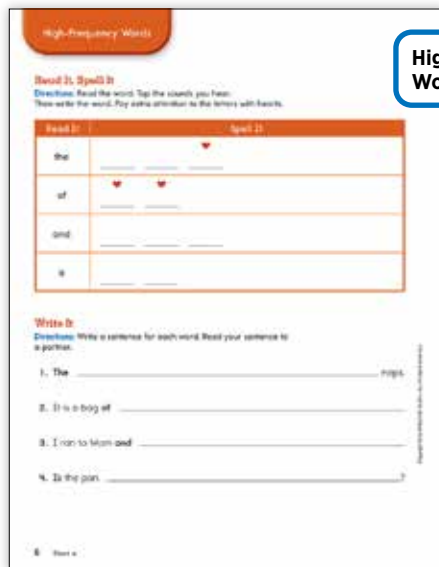 High-Frequency Words
Hig
Wo
Read It, Spell It
Directions: Read the word. Tap the sounds you hear.
Then write the word. Pay extra attention to the letters with hearts.
Read It Spell It
the
of
and
a
Write It
Directions: Write a sentence for each word. Read your sentence to
a partner.
1. The naps.
2. It is a bag of
3. I ran to Mom and
4. Is the pan ?
6 Short a